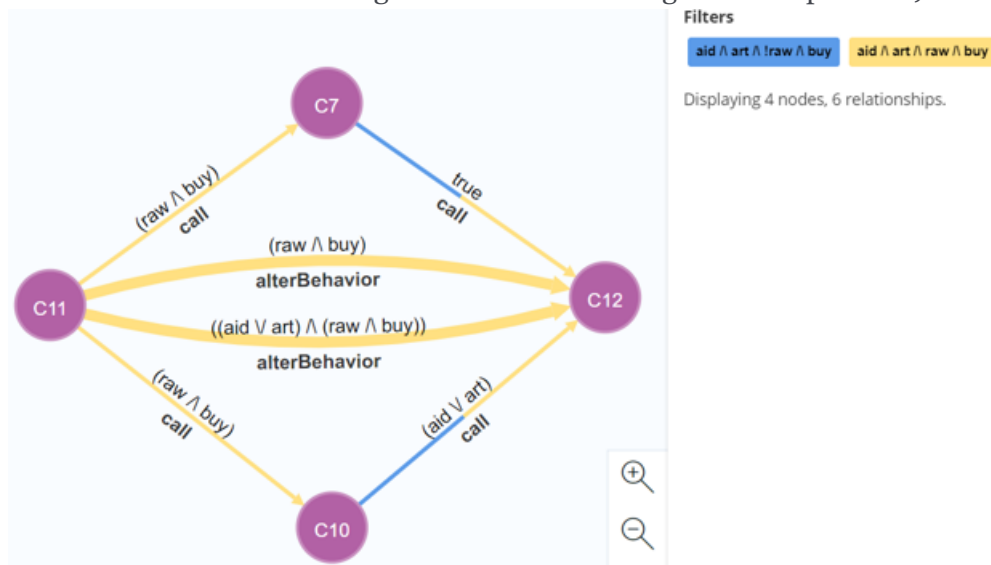 Filters
aid /\ art /\ !raw /\ buy
aid /\ art /\ raw /\ buy
Displaying 4 nodes, 6 relationships.
C7
(raw /\ buy)
call
true
call
(raw /\ buy)
alterBehavior
C11
C12
((aid \/ art) /\ (raw /\ buy))
alterBehavior
(raw /\ buy)
call
(aid \/ art)
call
C10